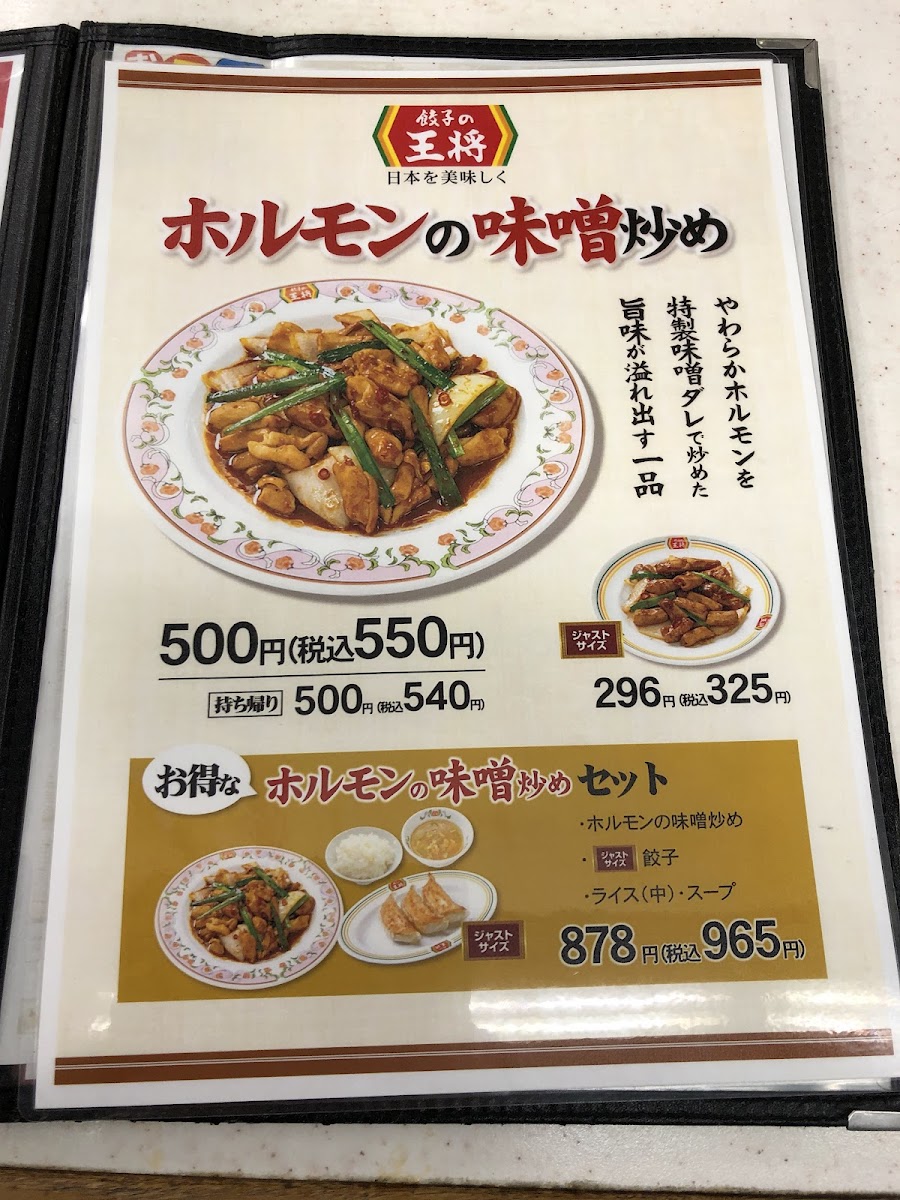 餃子の
王将
日本を美味しく
ホルモンの味噌炒め
やわらかホルモンを
特製味噌ダレで炒めた
旨味が溢れ出す一品
500円(税込550円)
持ち帰り 500円(税込540円)
ジャスト
サイズ
296円(税込325円)
お得な ホルモンの味噌炒め セット
・ホルモンの味噌炒め
・ジャストサイズ 餃子
・ライス(中)・スープ
ジャスト
サイズ
878円(税込965円)